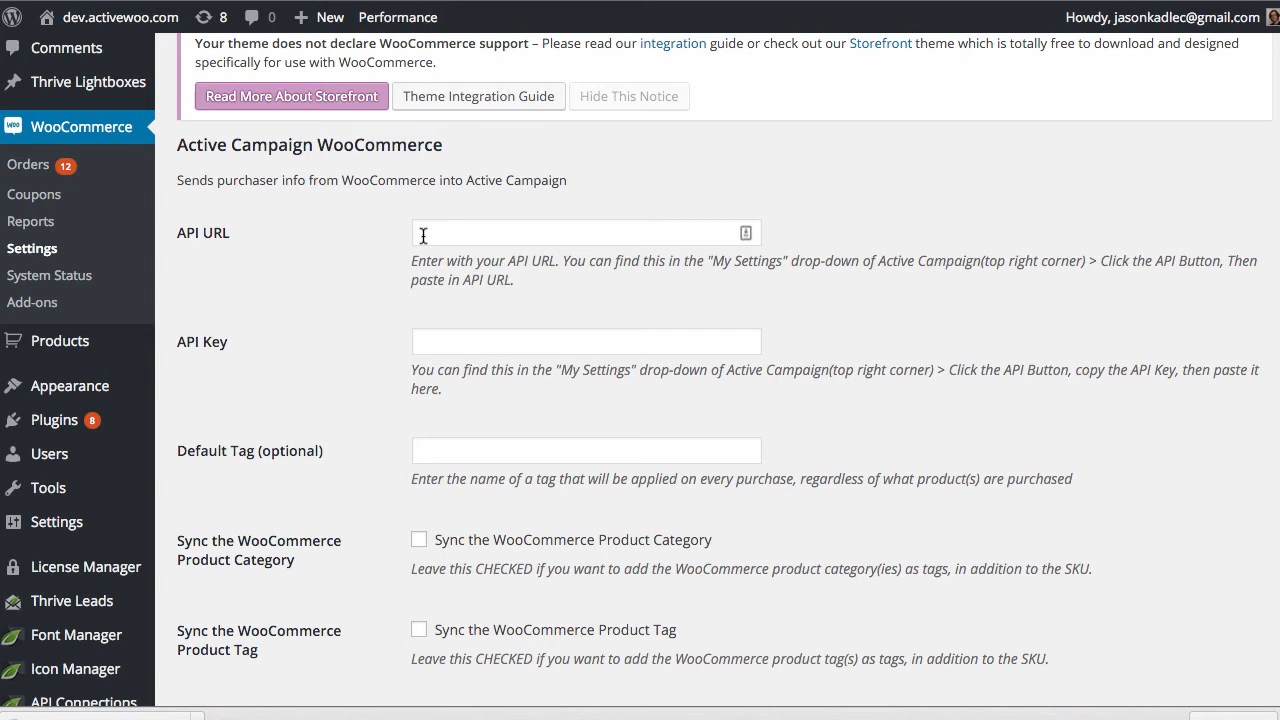 dev.activewoo.com 8 0 New Performance Howdy, jasonkadlec@gmail.com
Comments
Thrive Lightboxes
WooCommerce
Orders 12
Coupons
Reports
Settings
System Status
Add-ons
Products
Appearance
Plugins 8
Users
Tools
Settings
License Manager
Thrive Leads
Font Manager
Icon Manager
API Connections
Your theme does not declare WooCommerce support – Please read our integration guide or check out our Storefront theme which is totally free to download and designed
specifically for use with WooCommerce.
Read More About Storefront Theme Integration Guide Hide This Notice
Active Campaign WooCommerce
Sends purchaser info from WooCommerce into Active Campaign
API URL
Enter with your API URL. You can find this in the "My Settings" drop-down of Active Campaign(top right corner) > Click the API Button, Then
paste in API URL.
API Key
You can find this in the "My Settings" drop-down of Active Campaign(top right corner) > Click the API Button, copy the API Key, then paste it
here.
Default Tag (optional)
Enter the name of a tag that will be applied on every purchase, regardless of what product(s) are purchased
Sync the WooCommerce
Product Category
Sync the WooCommerce Product Category
Leave this CHECKED if you want to add the WooCommerce product category(ies) as tags, in addition to the SKU.
Sync the WooCommerce
Product Tag
Sync the WooCommerce Product Tag
Leave this CHECKED if you want to add the WooCommerce product tag(s) as tags, in addition to the SKU.